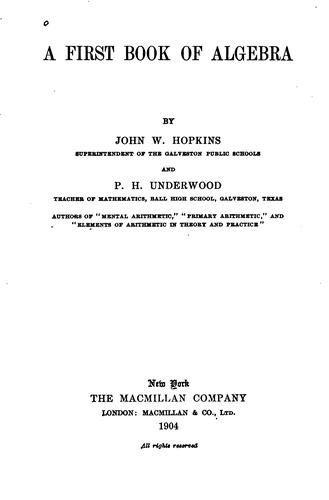 A FIRST BOOK OF ALGEBRA
BY
JOHN W. HOPKINS
SUPERINTENDENT OF THE GALVESTON PUBLIC SCHOOLS
AND
P. H. UNDERWOOD
TEACHER OF MATHEMATICS, BALL HIGH SCHOOL, GALVESTON, TEXAS
AUTHORS OF "MENTAL ARITHMETIC," "PRIMARY ARITHMETIC," AND
"ELEMENTS OF ARITHMETIC IN THEORY AND PRACTICE"
New York
THE MACMILLAN COMPANY
LONDON: MACMILLAN & CO., LTD.
1904
All rights reserved